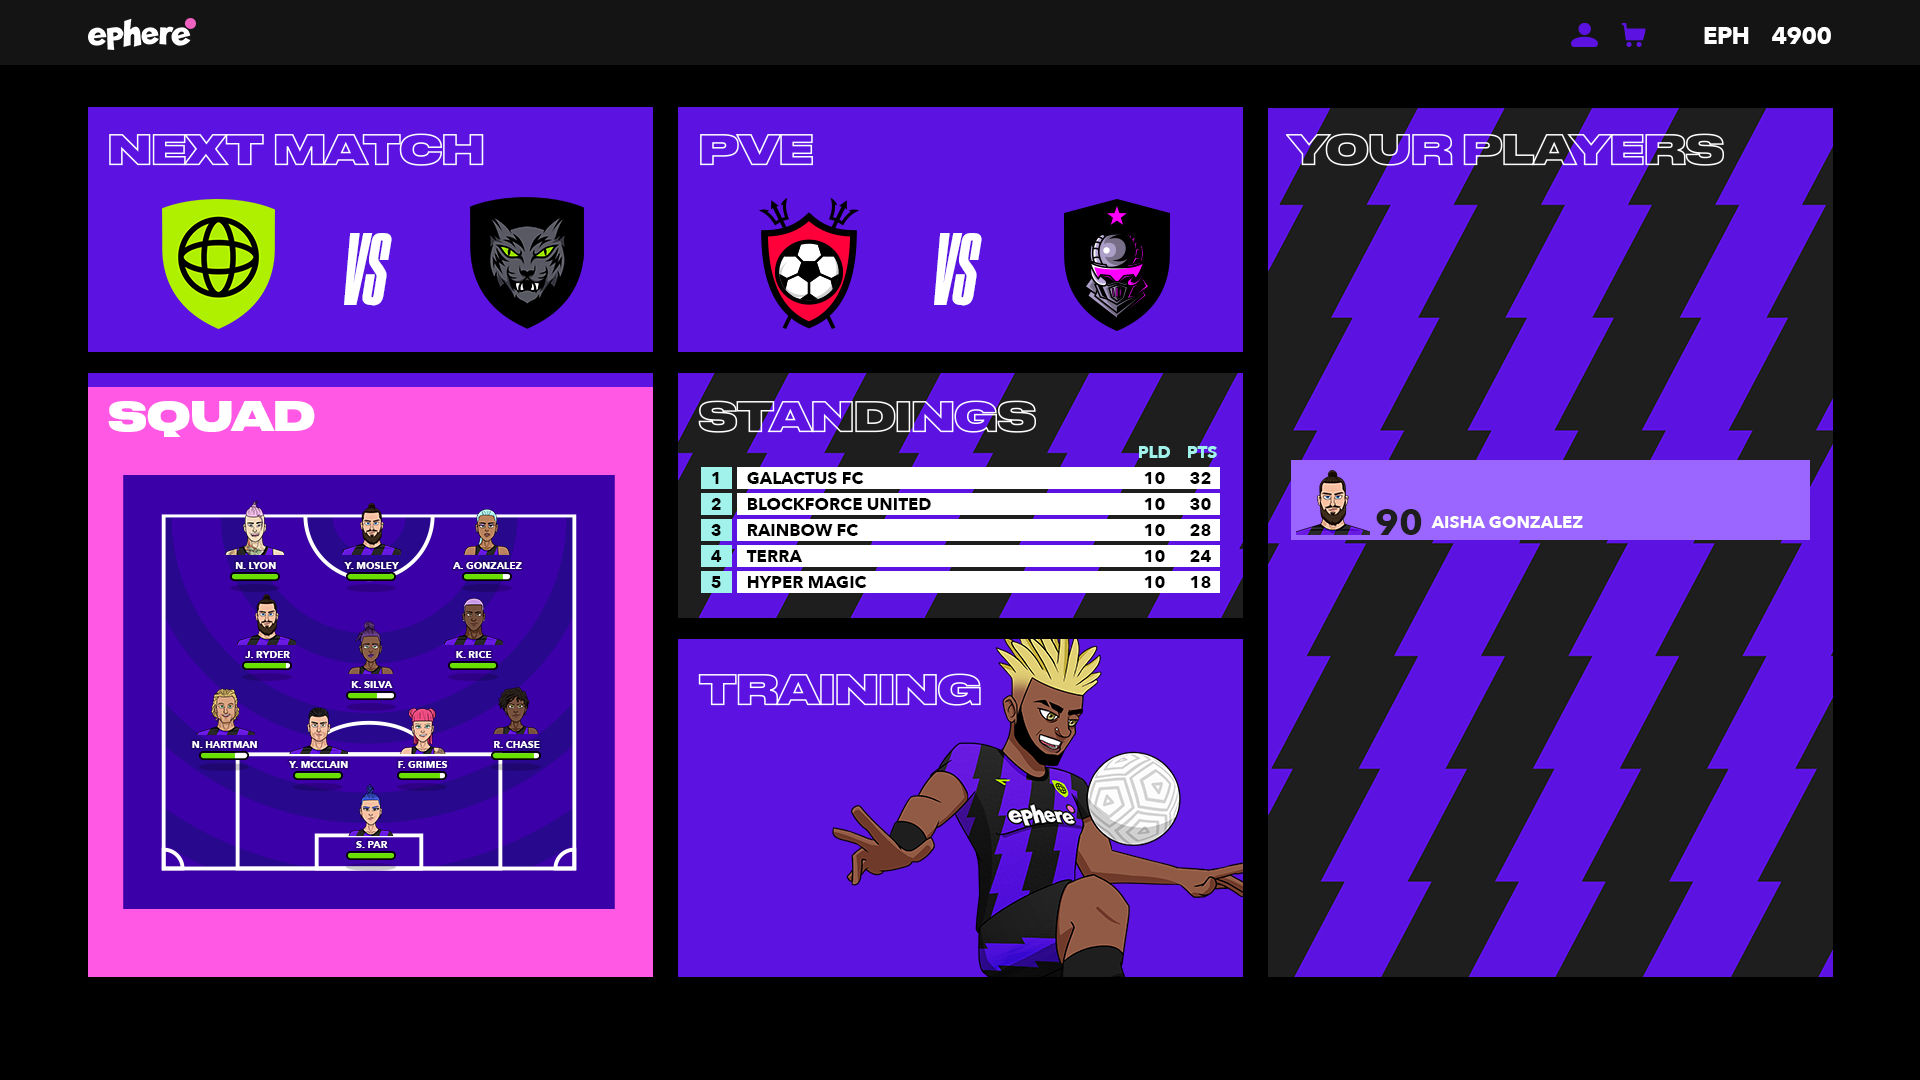 ephere
EPH 4900
NEXT MATCH
VS
PVE
VS
YOUR PLAYERS
90 AISHA GONZALEZ
SQUAD
N. LYON
Y. MOSLEY
A. GONZALEZ
J. RYDER
K. RICE
K. SILVA
N. HARTMAN
R. CHASE
Y. MCCLAIN
F. GRIMES
S. PAR
STANDINGS
PLD PTS
1 GALACTUS FC 10 32
2 BLOCKFORCE UNITED 10 30
3 RAINBOW FC 10 28
4 TERRA 10 24
5 HYPER MAGIC 10 18
TRAINING
ephere